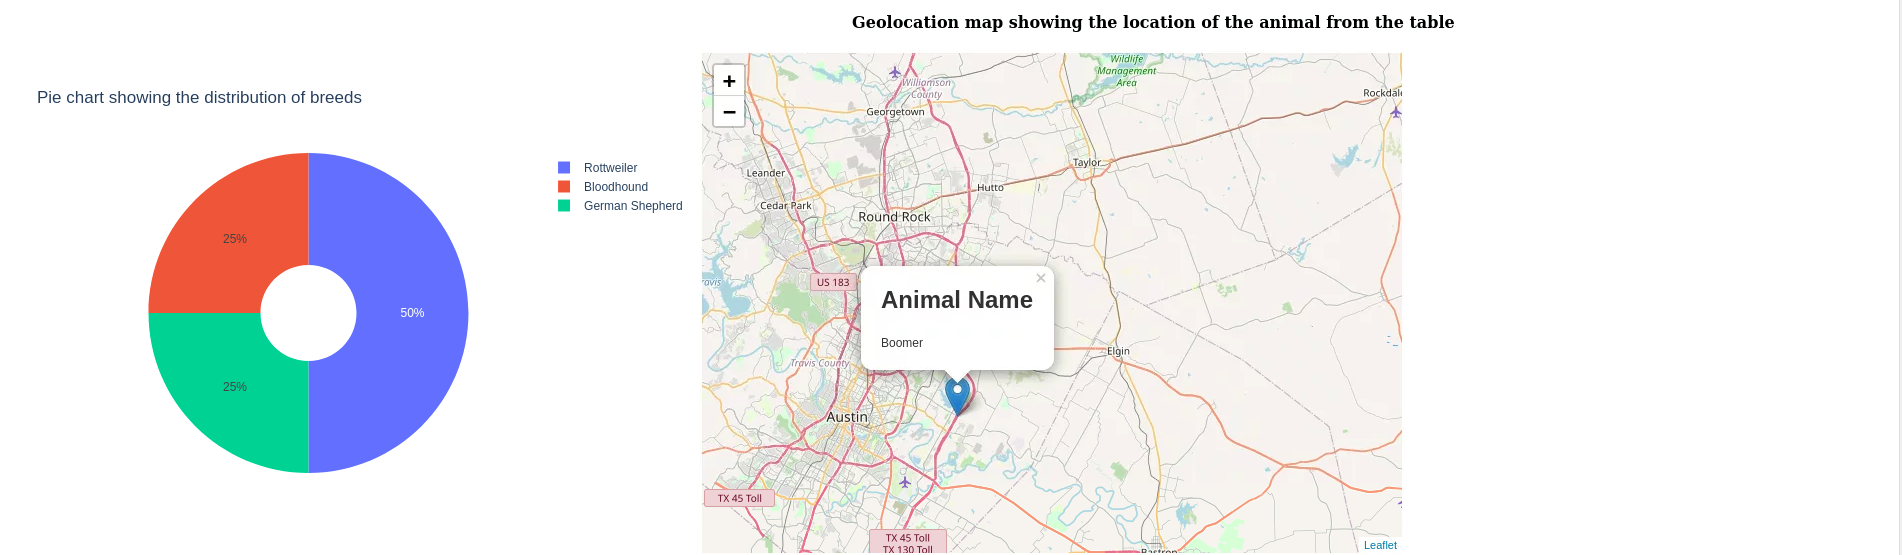 Geolocation map showing the location of the animal from the table
Pie chart showing the distribution of breeds
Rottweiler
Bloodhound
German Shepherd
25%
50%
25%
+
−
Wildlife
Management
Area
Williamson
County
Georgetown
Rockdale
Taylor
Leander
Hutto
Cedar Park
Round Rock
US 183
×
Animal Name
Boomer
Elgin
Travis County
Austin
TX 45 Toll
TX 45 Toll
TX 130 Toll
Leaflet